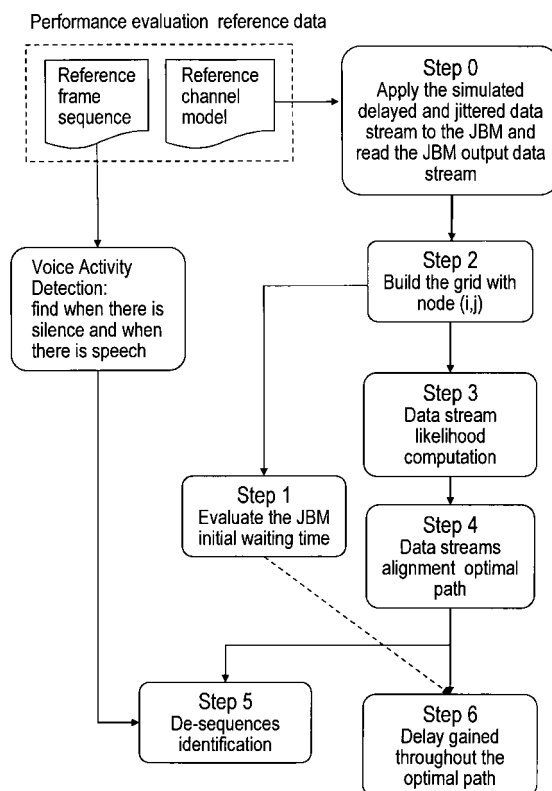 Performance evaluation reference data
Reference
frame
sequence
Reference
channel
model
Step 0
Apply the simulated
delayed and jittered data
stream to the JBM and
read the JBM output data
stream
Voice Activity
Detection:
find when there is
silence and when
there is speech
Step 2
Build the grid with
node (i,j)
Step 3
Data stream
likelihood
computation
Step 1
Evaluate the JBM
initial waiting time
Step 4
Data streams
alignment optimal
path
Step 5
De-sequences
identification
Step 6
Delay gained
throughout the
optimal path